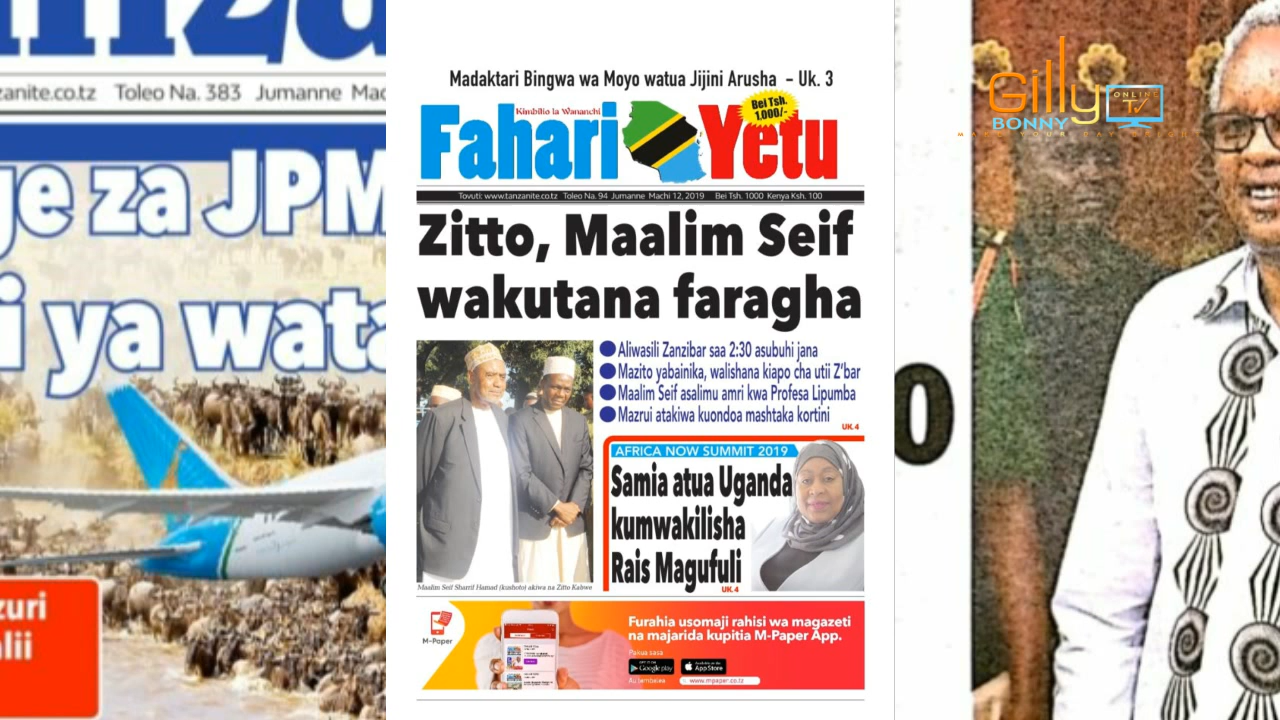 zanite.co.tz Toleo Na. 383 Jumanne
za JPM
ya
zuri
Madaktari Bingwa wa Moyo watua Jijini Arusha - Uk. 3
Kimbilio la Wananchi
Fahari Yetu
Bei Tsh.
1,000/-
Tovuti: www.tanzanite.co.tz Toleo Na. 94 Jumanne Machi 12, 2019 Bei Tsh. 1000 Kenya Ksh. 100
Zitto, Maalim Seif
wakutana faragha
Aliwasili Zanzibar saa 2:30 asubuhi jana
Mazito yabainika, walishana kiapo cha utii Z'bar
Maalim Seif asalimu amri kwa Profesa Lipumba
Mazrui atakiwa kuondoa mashtaka kortini
UK. 4
Maalim Seif Sharrif Hamad (kushoto) akiwa na Zitto Kabwe
AFRICA NOW SUMMIT 2019
Samia atua Uganda
kumwakilisha
Rais Magufuli
UK. 4
M-Paper
Furahia usomaji rahisi wa magazeti
na majarida kupitia M-Paper App.
Pakua sasa
Google play
App Store
Au tembelea www.mpaper.co.tz
Gilly
BONNY
ONLINE
TV